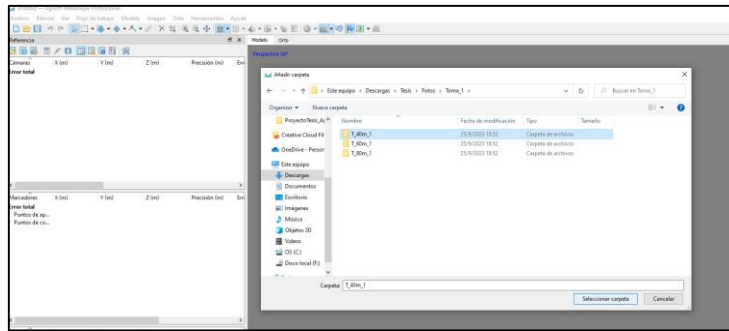 Untitled — Agisoft Metashape Professional
Archivo Edición Ver Flujo de trabajo Modelo Imagen Orto Herramientas Ayuda
Referencia
Modelo Orto
Cámaras X (m) Y (m) Z (m) Precisión (m) Err
Error total
Perspectiva 30°
Marcadores X (m) Y (m) Z (m) Precisión (m) Err
Error total
Puntos de ap...
Puntos de co...
Añadir carpeta
Este equipo › Descargas › Tesis › Fotos › Toma_1 ›
Buscar en Toma_1
Organizar Nueva carpeta
Nombre Fecha de modificación Tipo Tamaño
T_40m_1 25/9/2023 18:52 Carpeta de archivos
T_60m_1 25/9/2023 18:52 Carpeta de archivos
T_80m_1 25/9/2023 18:52 Carpeta de archivos
Creative Cloud Fil
OneDrive - Person
Este equipo
Descargas
Documentos
Escritorio
Imágenes
Música
Objetos 3D
Vídeos
OS (C:)
Disco local (F:)
Carpeta: T_40m_1
Seleccionar carpeta Cancelar